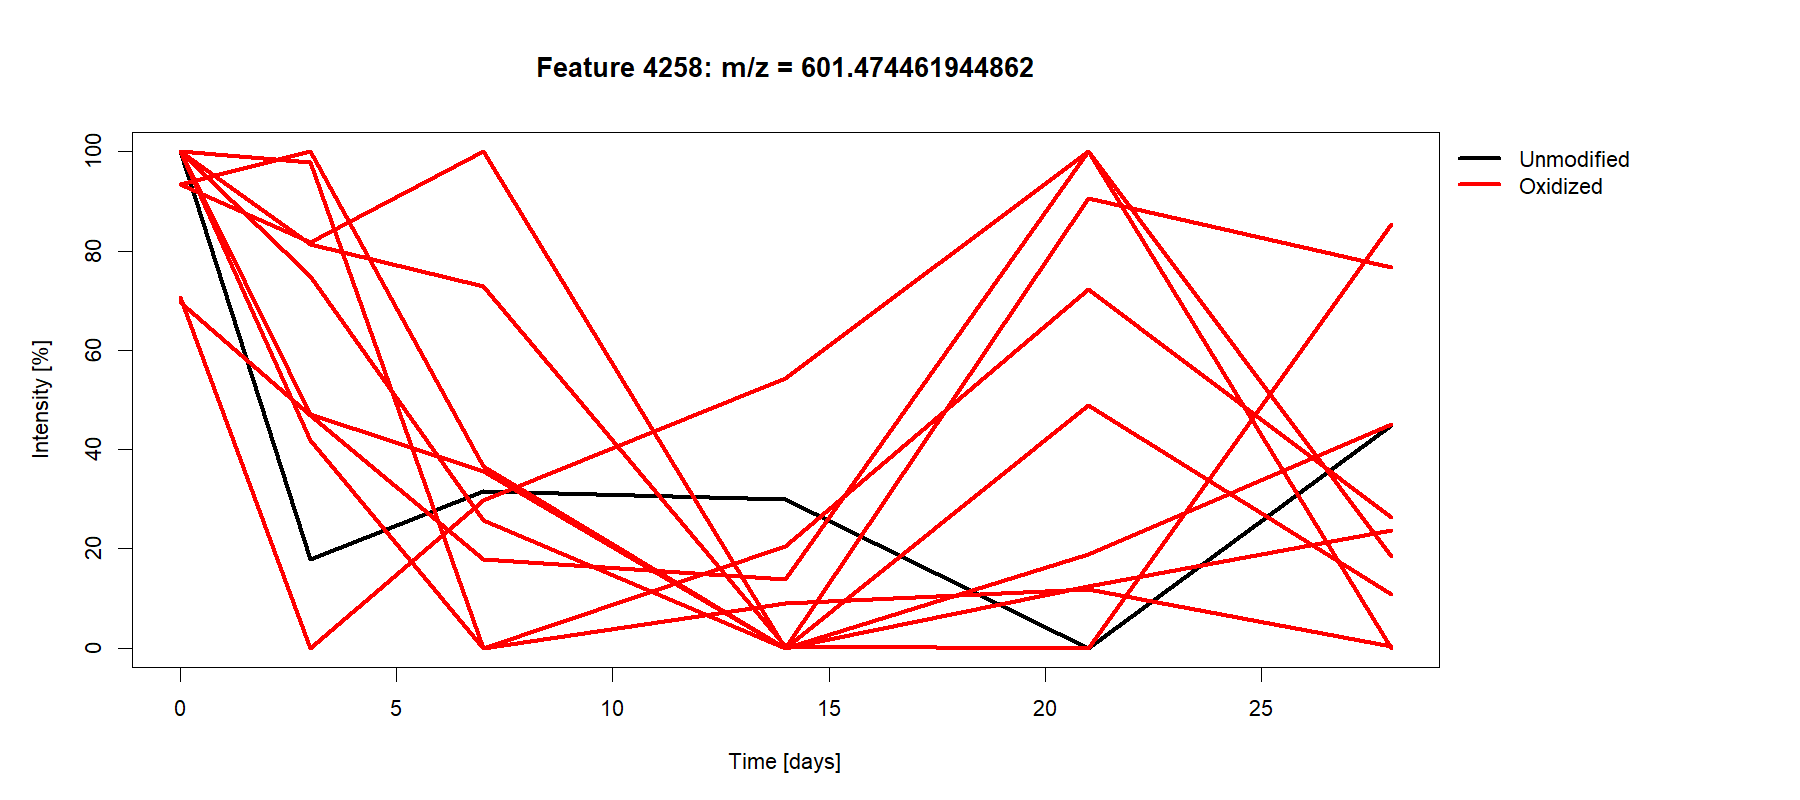 Feature 4258: m/z = 601.474461944862
Unmodified
Oxidized
Intensity [%]
100
80
60
40
20
0
0 5 10 15 20 25
Time [days]